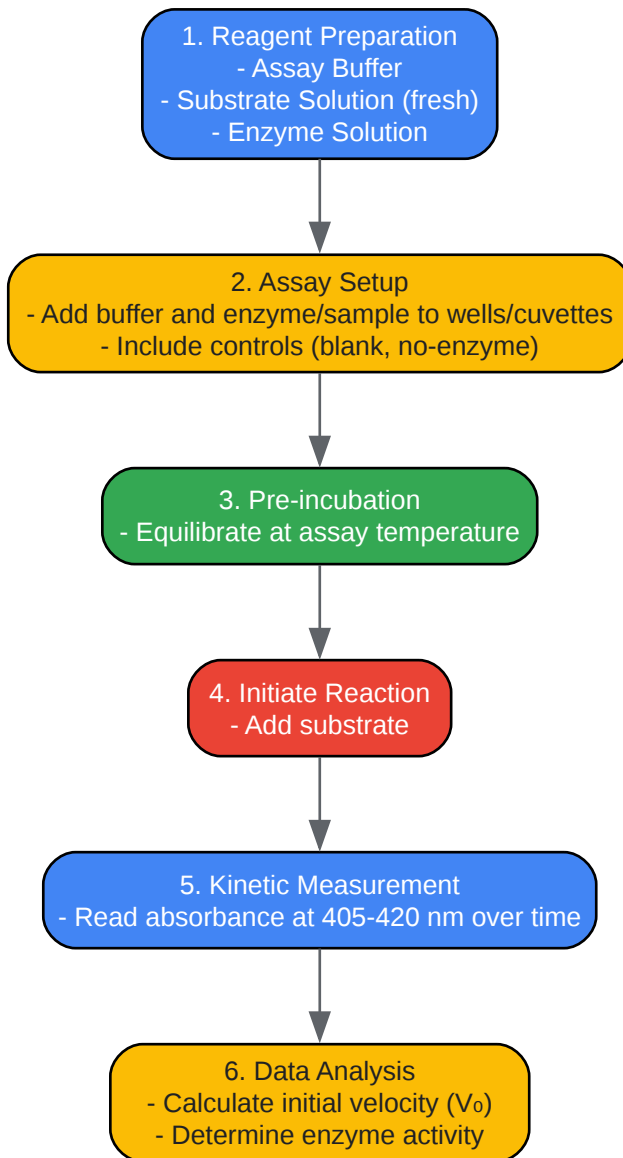 1. Reagent Preparation
- Assay Buffer
- Substrate Solution (fresh)
- Enzyme Solution
2. Assay Setup
- Add buffer and enzyme/sample to wells/cuvettes
- Include controls (blank, no-enzyme)
3. Pre-incubation
- Equilibrate at assay temperature
4. Initiate Reaction
- Add substrate
5. Kinetic Measurement
- Read absorbance at 405-420 nm over time
6. Data Analysis
- Calculate initial velocity (V₀)
- Determine enzyme activity